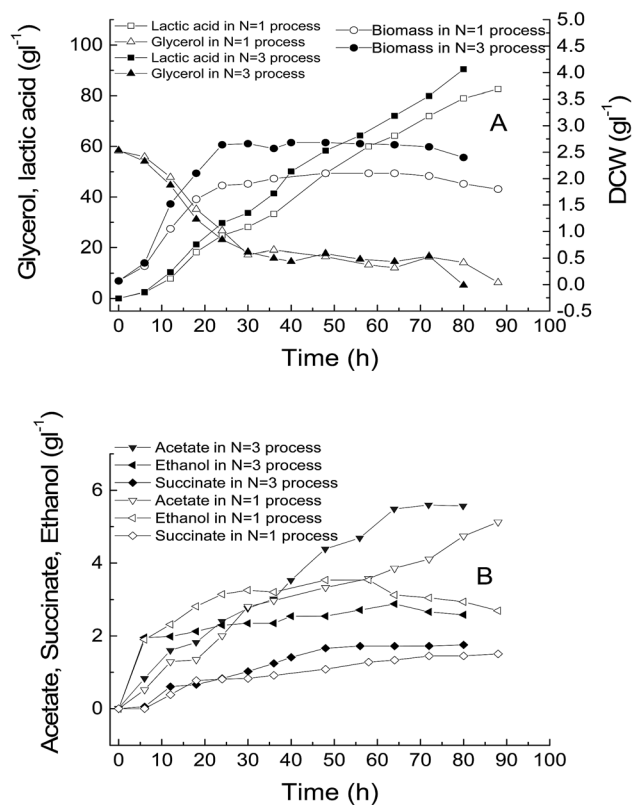 Lactic acid in N=1 process
Glycerol in N=1 process
Lactic acid in N=3 process
Glycerol in N=3 process
Biomass in N=1 process
Biomass in N=3 process
Glycerol, lactic acid (gl⁻¹)
100
80
60
40
20
0
A
5.0
4.5
4.0
3.5
3.0
2.5
2.0
1.5
1.0
0.5
0.0
-0.5
DCW (gl⁻¹)
0 10 20 30 40 50 60 70 80 90 100
Time (h)
Acetate in N=3 process
Ethanol in N=3 process
Succinate in N=3 process
Acetate in N=1 process
Ethanol in N=1 process
Succinate in N=1 process
Acetate, Succinate, Ethanol (gl⁻¹)
6
4
2
0
B
0 10 20 30 40 50 60 70 80 90 100
Time (h)